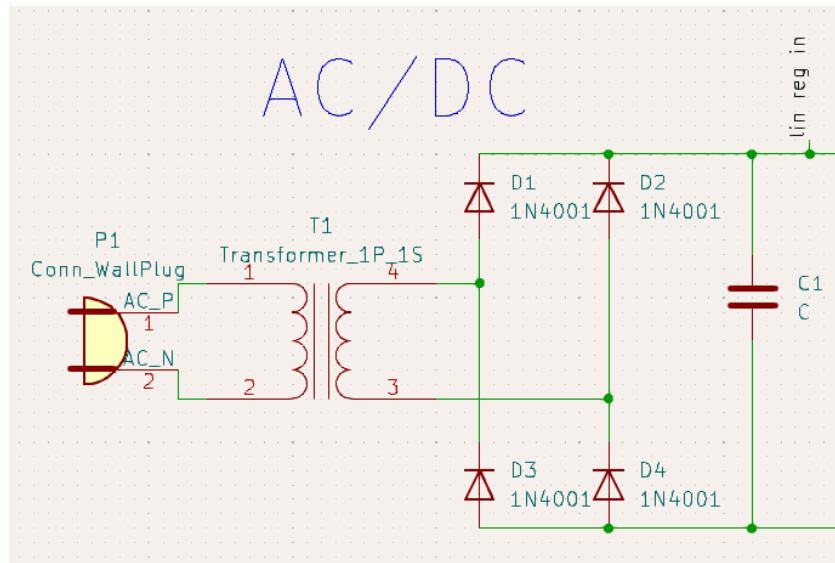 AC/DC
lin reg in
D1
1N4001
D2
1N4001
P1
Conn_WallPlug
T1
Transformer_1P_1S
1
4
AC_P
1
C1
C
AC_N
2
2
3
D3
1N4001
D4
1N4001